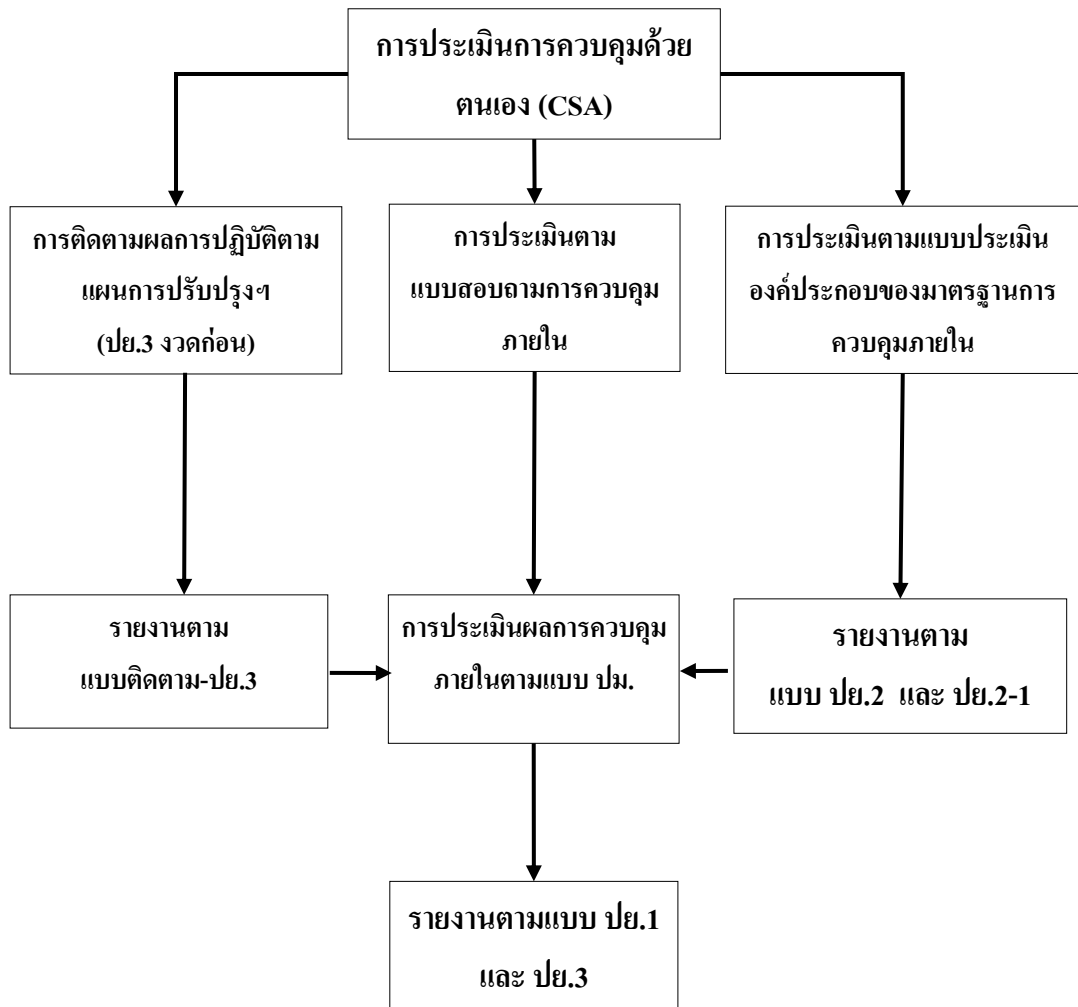 การประเมินการควบคุมด้วย
ตนเอง (CSA)
การติดตามผลการปฏิบัติตาม
แผนการปรับปรุงฯ
(ปย.3 งวดก่อน)
การประเมินตาม
แบบสอบถามการควบคุม
ภายใน
การประเมินตามแบบประเมิน
องค์ประกอบของมาตรฐานการ
ควบคุมภายใน
รายงานตาม
แบบติดตาม-ปย.3
การประเมินผลการควบคุม
ภายในตามแบบ ปม.
รายงานตาม
แบบ ปย.2 และ ปย.2-1
รายงานตามแบบ ปย.1
และ ปย.3